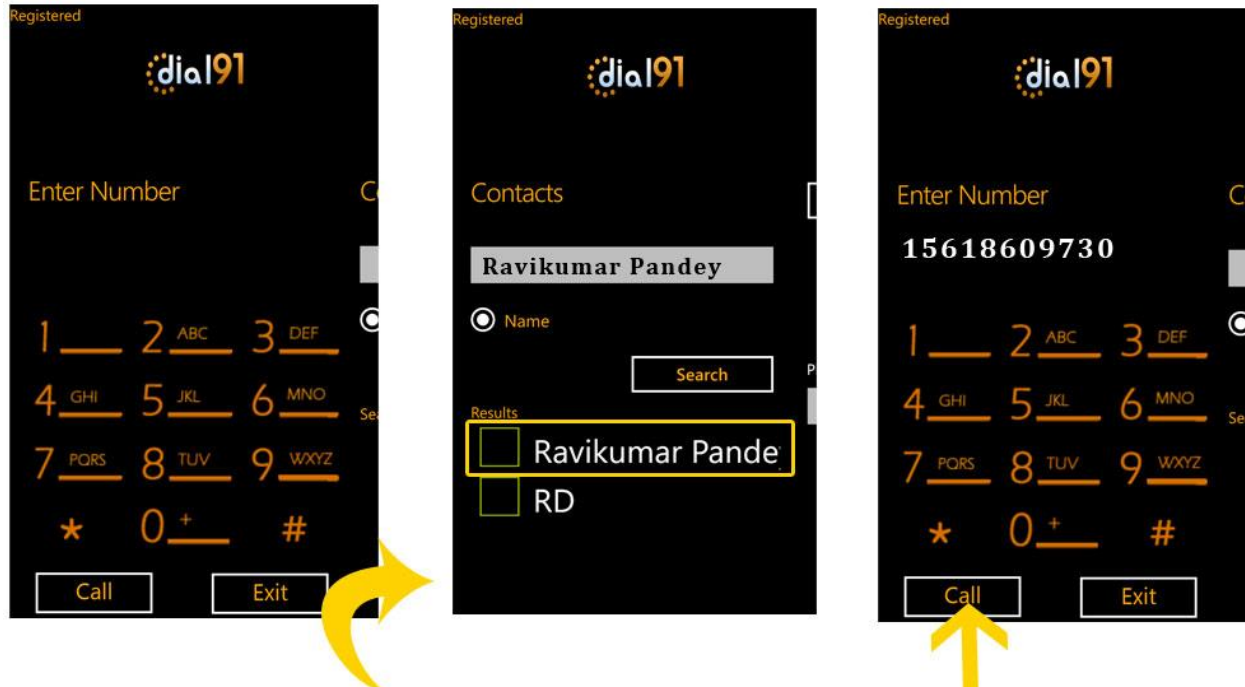 Registered
dial91
Enter Number
1
2 ABC
3 DEF
4 GHI
5 JKL
6 MNO
7 PQRS
8 TUV
9 WXYZ
*
0 +
#
Call
Exit
Registered
dial91
Contacts
Ravikumar Pandey
Name
Search
Results
Ravikumar Pande
RD
Registered
dial91
Enter Number
15618609730
1
2 ABC
3 DEF
4 GHI
5 JKL
6 MNO
7 PQRS
8 TUV
9 WXYZ
*
0 +
#
Call
Exit